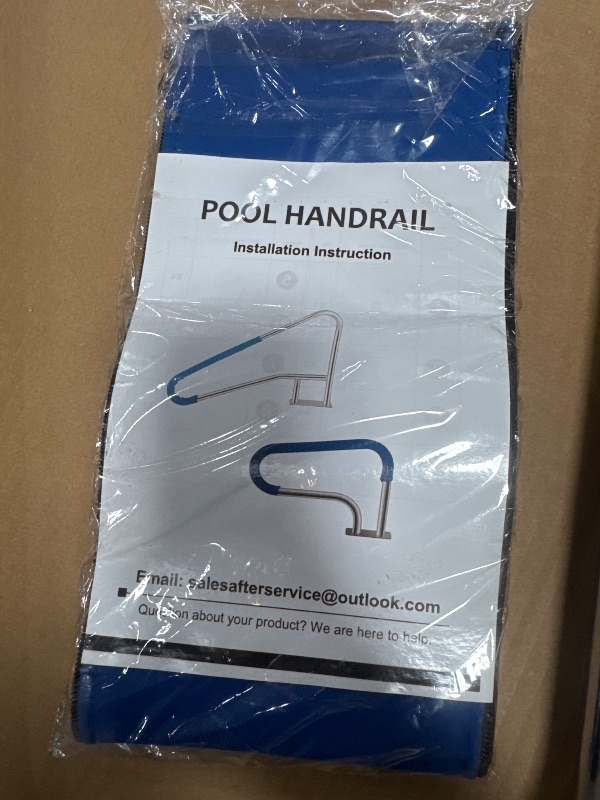 POOL HANDRAIL
Installation Instruction
Email: salesafterservice@outlook.com
Question about your product? We are here to help.